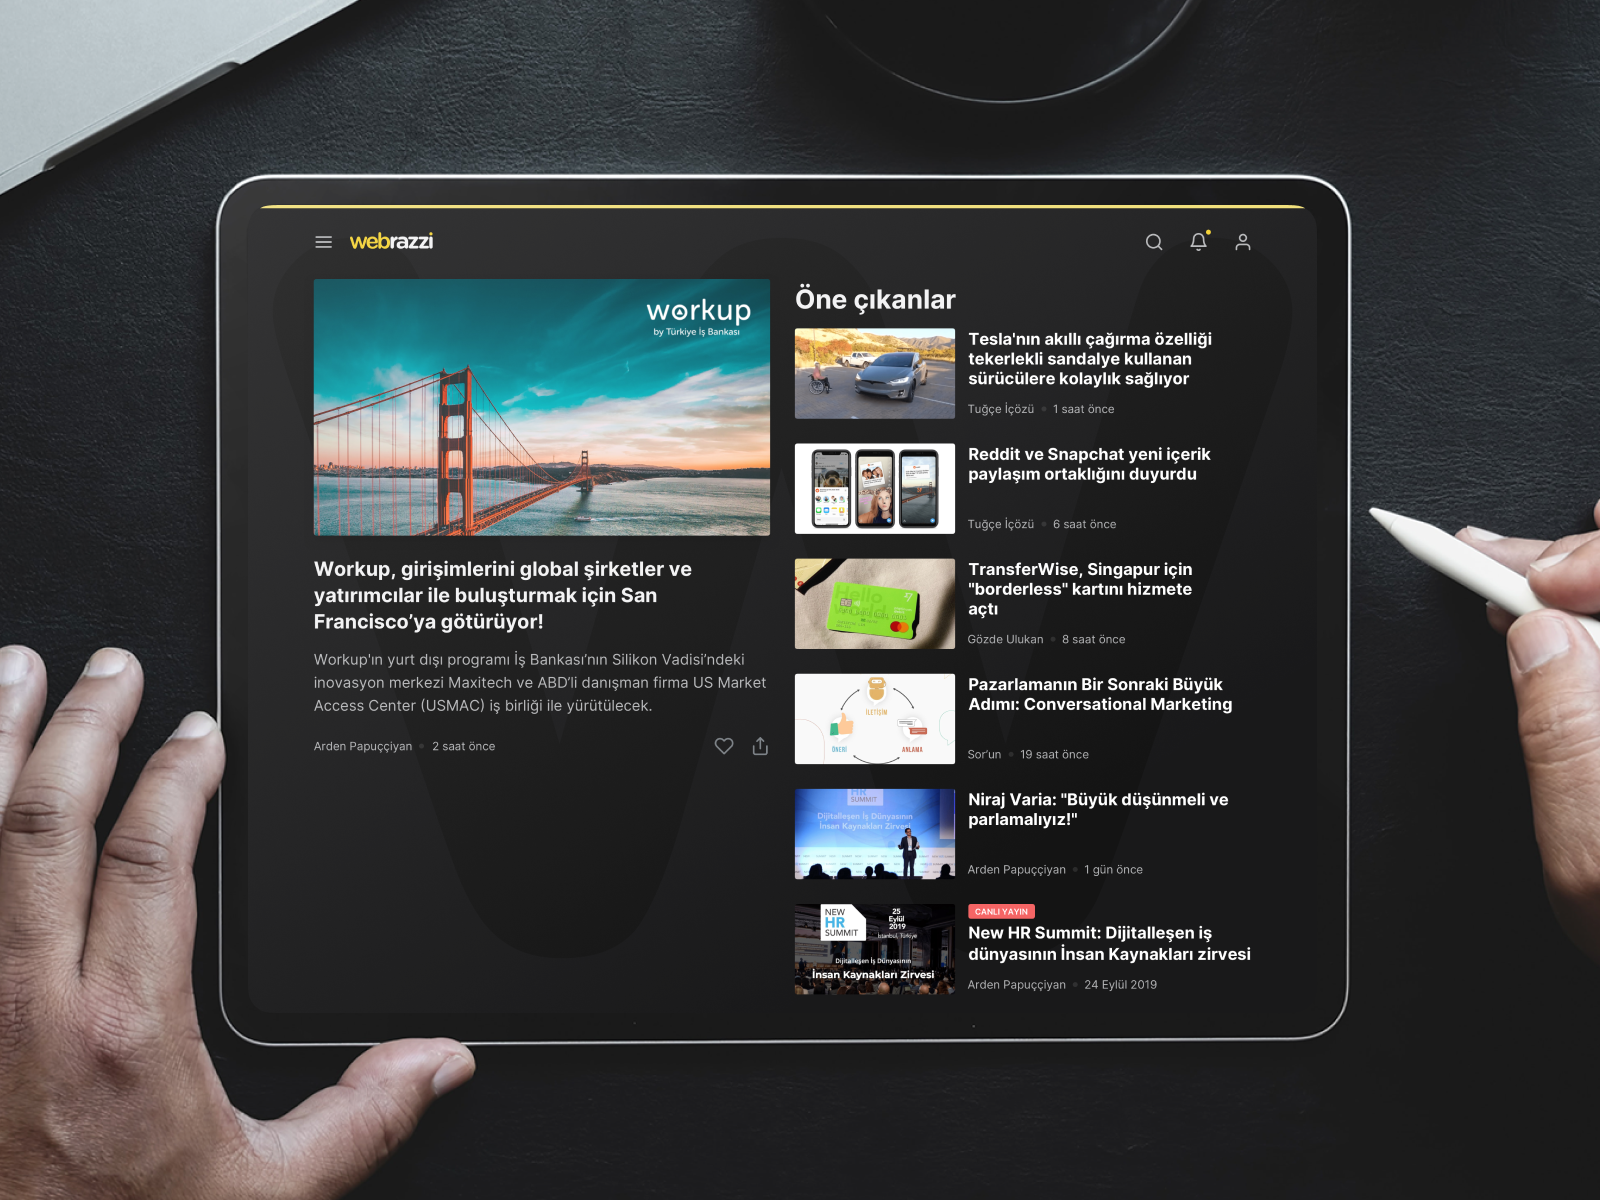 webrazzi
workup
by Türkiye İş Bankası
Workup, girişimlerini global şirketler ve
yatırımcılar ile buluşturmak için San
Francisco’ya götürüyor!
Workup'ın yurt dışı programı İş Bankası’nın Silikon Vadisi’ndeki
inovasyon merkezi Maxitech ve ABD’li danışman firma US Market
Access Center (USMAC) iş birliği ile yürütülecek.
Arden Papuççiyan • 2 saat önce
Öne çıkanlar
Tesla'nın akıllı çağırma özelliği
tekerlekli sandalye kullanan
sürücülere kolaylık sağlıyor
Tuğçe İçözü • 1 saat önce
Reddit ve Snapchat yeni içerik
paylaşım ortaklığını duyurdu
Tuğçe İçözü • 6 saat önce
Hello
World
TransferWise, Singapur için
"borderless" kartını hizmete
açtı
Gözde Ulukan • 8 saat önce
İLETİŞİM
ÖNERİ
ANLAMA
Pazarlamanın Bir Sonraki Büyük
Adımı: Conversational Marketing
Sor'un • 19 saat önce
HR
SUMMIT
Dijitalleşen İş Dünyasının
İnsan Kaynakları Zirvesi
Niraj Varia: "Büyük düşünmeli ve
parlamalıyız!"
Arden Papuççiyan • 1 gün önce
NEW
HR
SUMMIT
25
Eylül
2019
İstanbul, Türkiye
Dijitalleşen İş Dünyasının
İnsan Kaynakları Zirvesi
CANLI YAYIN
New HR Summit: Dijitalleşen iş
dünyasının İnsan Kaynakları zirvesi
Arden Papuççiyan • 24 Eylül 2019